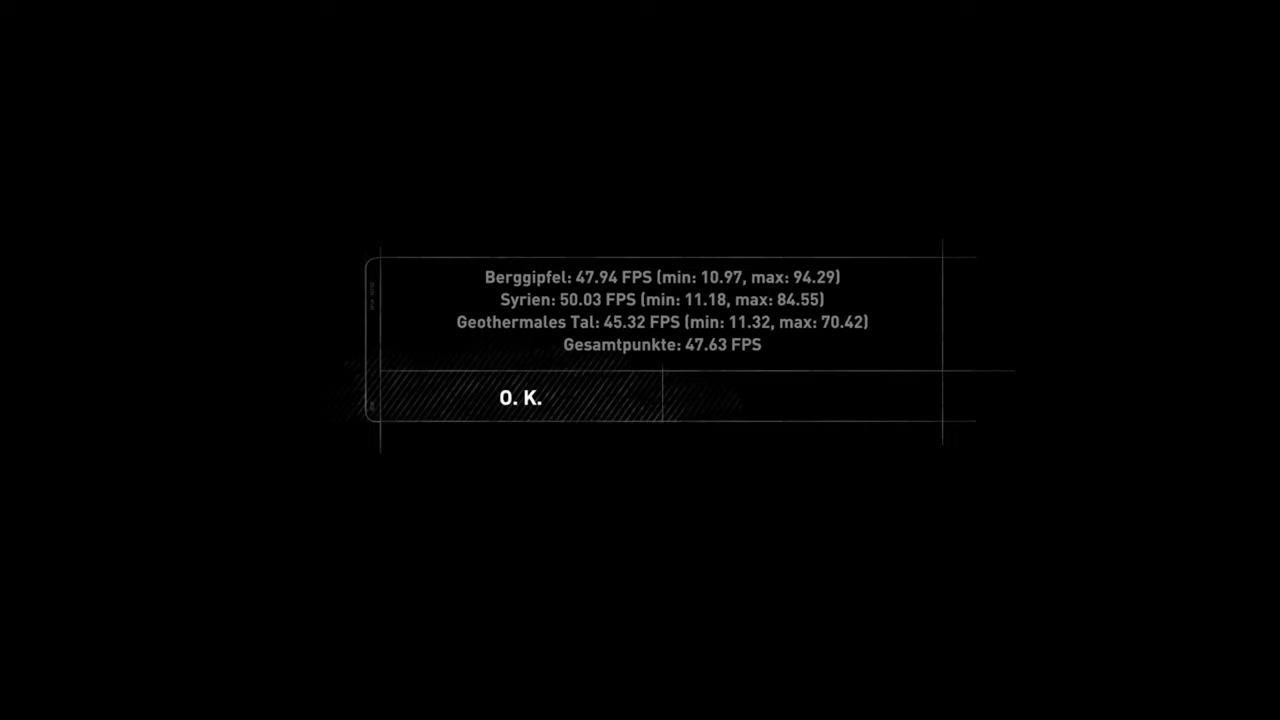 Berggipfel: 47.94 FPS (min: 10.97, max: 94.29)
Syrien: 50.03 FPS (min: 11.18, max: 84.55)
Geothermales Tal: 45.32 FPS (min: 11.32, max: 70.42)
Gesamtpunkte: 47.63 FPS
O. K.